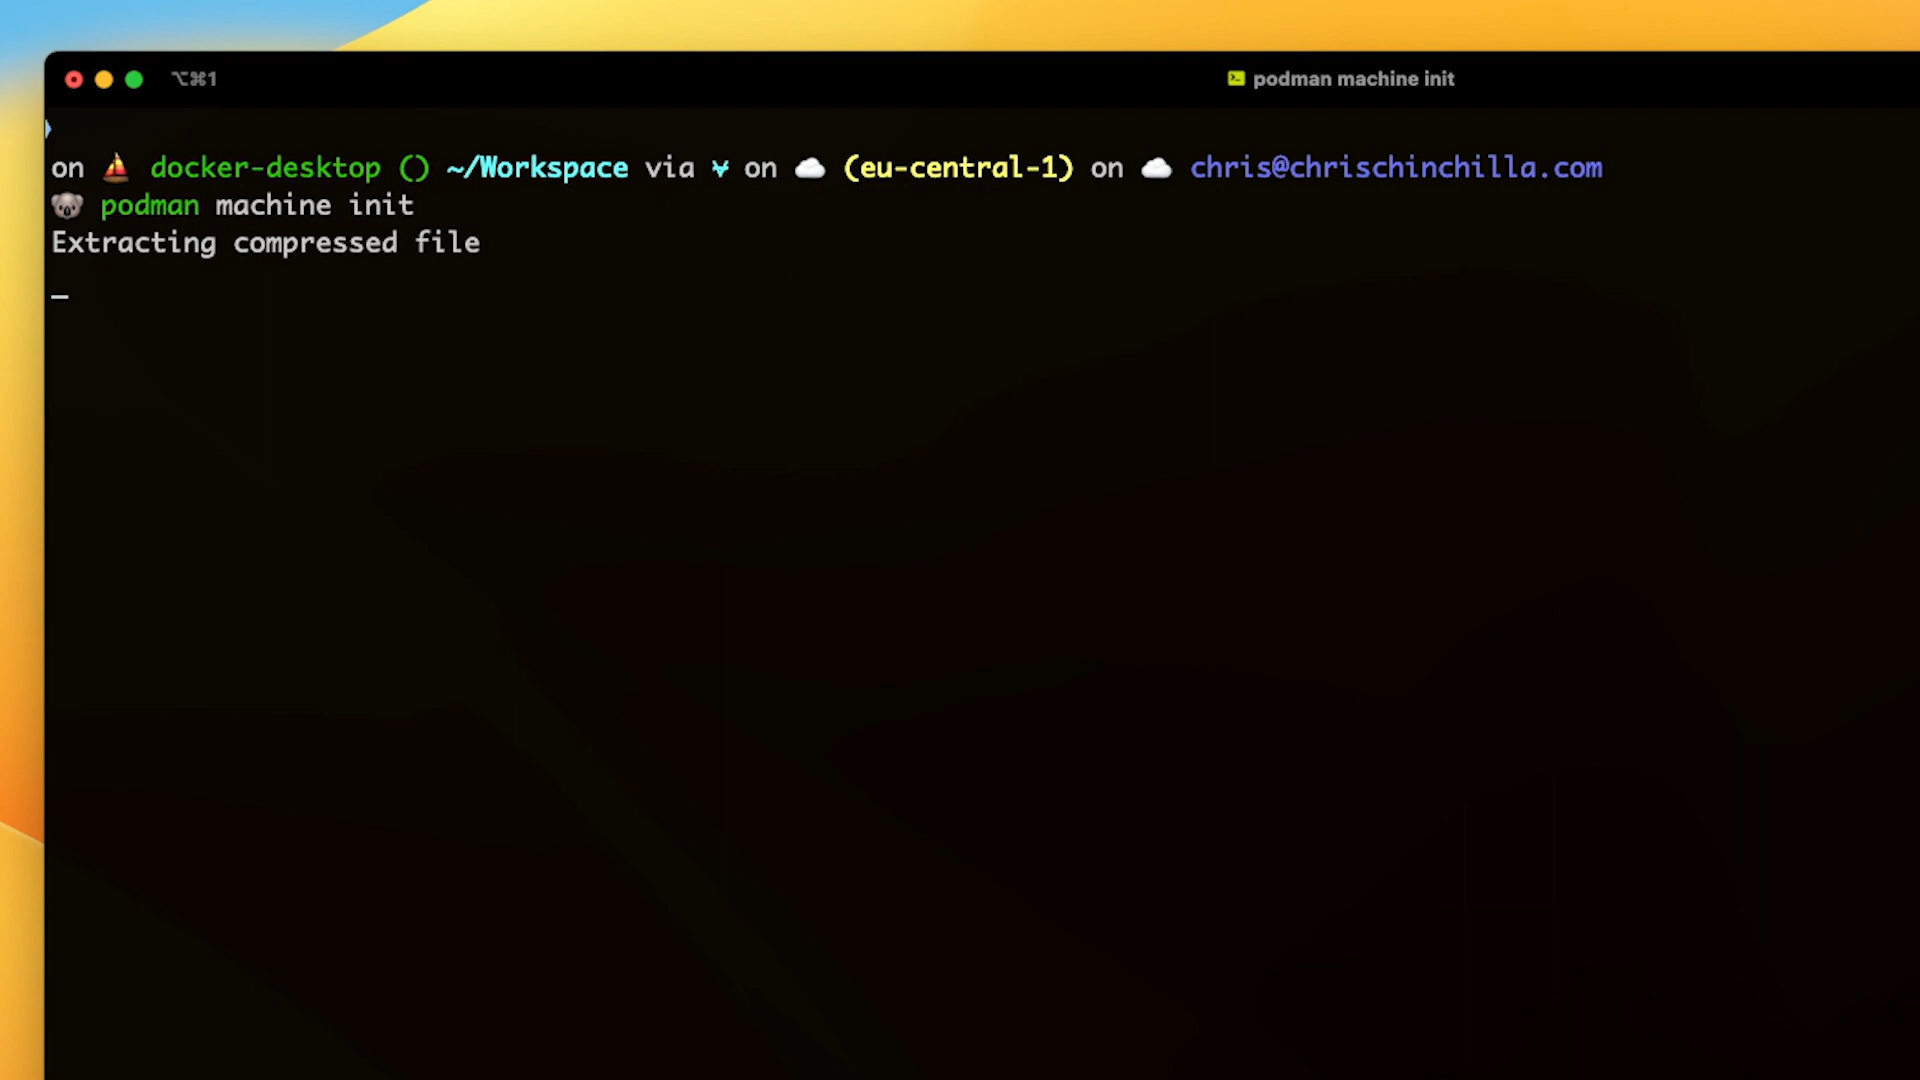 ⌥⌘1
podman machine init
on docker-desktop () ~/Workspace via on (eu-central-1) on chris@chrischinchilla.com
podman machine init
Extracting compressed file